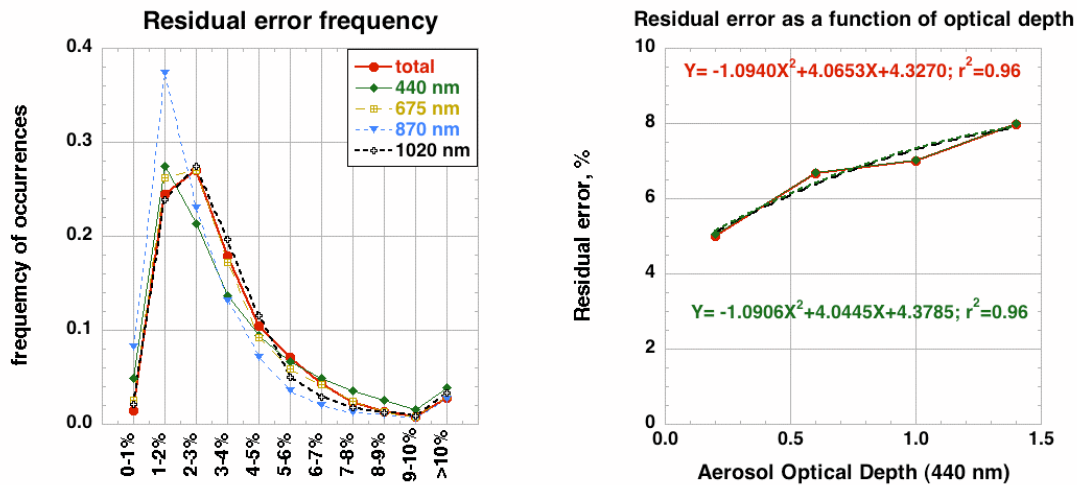 Residual error frequency
frequemcy of occurrences
0.4
0.3
0.2
0.1
0.0
total
440 nm
675 nm
870 nm
1020 nm
0-1%
1-2%
2-3%
3-4%
4-5%
5-6%
6-7%
7-8%
8-9%
9-10%
>10%
Residual error as a function of optical depth
Residual error, %
10
8
6
4
2
0
Y= -1.0940X²+4.0653X+4.3270; r²=0.96
Y= -1.0906X²+4.0445X+4.3785; r²=0.96
0.0
0.5
1.0
1.5
Aerosol Optical Depth (440 nm)